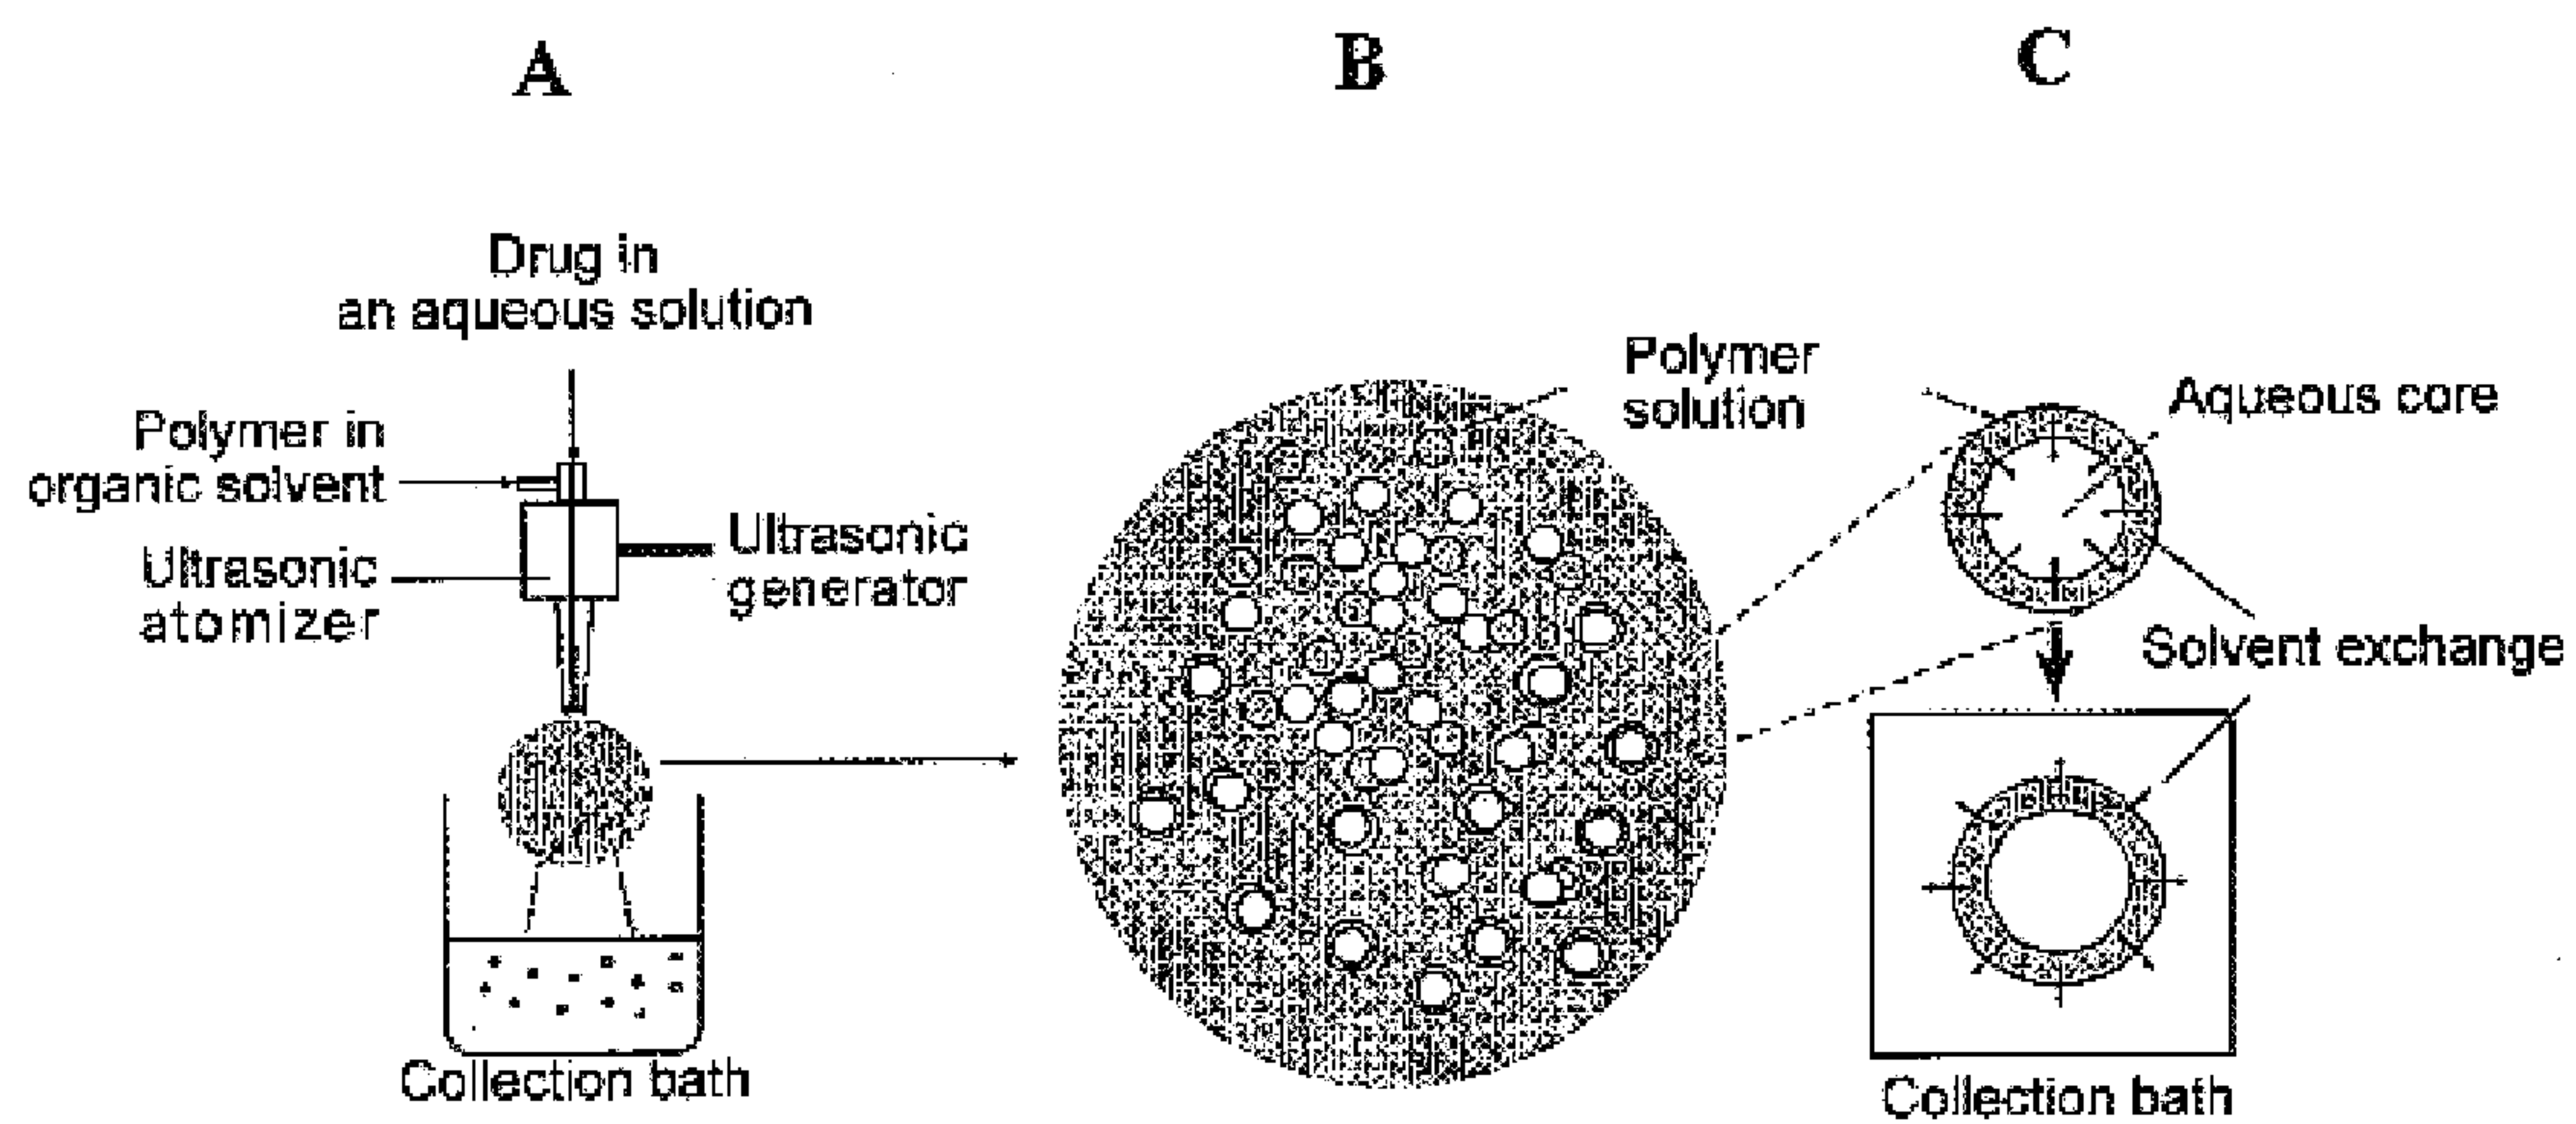 A
B
C
Drug in
an aqueous solution
Polymer in
organic solvent
Ultrasonic
atomizer
Ultrasonic
generator
Collection bath
Polymer
solution
Aqueous core
Solvent exchange
Collection bath